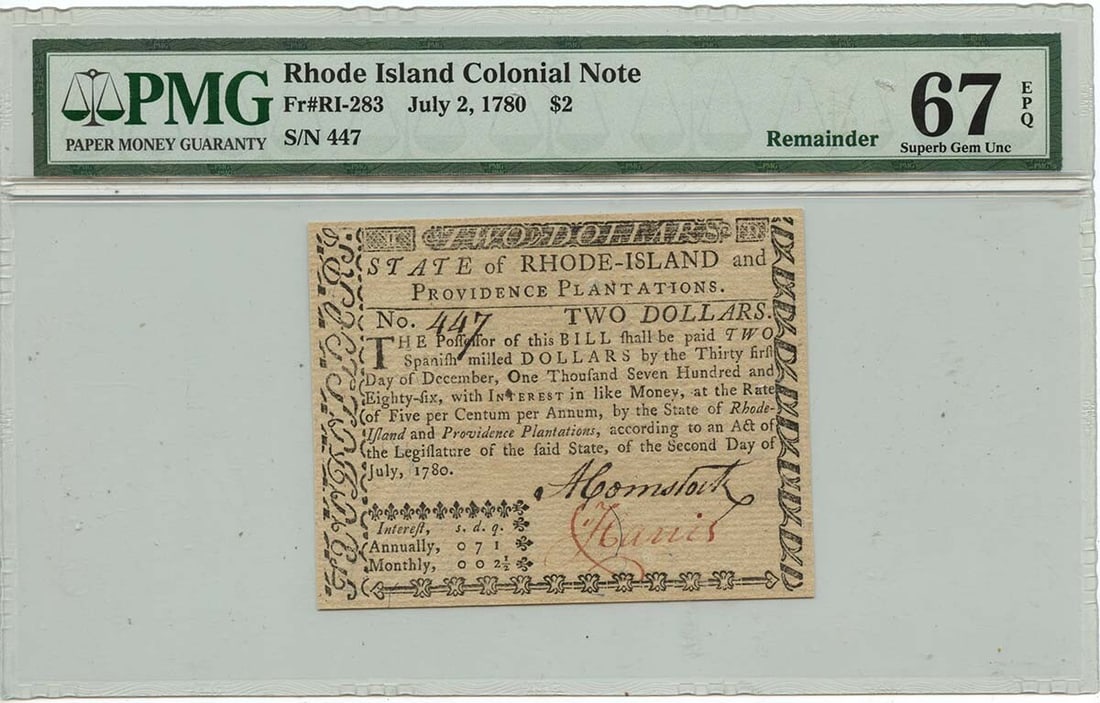 PMG
PAPER MONEY GUARANTY
Rhode Island Colonial Note
Fr#RI-283 July 2, 1780 $2
S/N 447
Remainder
67
EPQ
Superb Gem Unc
TWO DOLLARS
STATE of RHODE-ISLAND and
PROVIDENCE PLANTATIONS.
No. 447 TWO DOLLARS.
THE Poſſeſſor of this BILL ſhall be paid TWO
Spaniſh milled DOLLARS by the Thirty firſt
Day of December, One Thouſand Seven Hundred and
Eighty-ſix, with INTEREST in like Money, at the Rate
of Five per Centum per Annum, by the State of Rhode-
Iſland and Providence Plantations, according to an Act of
the Legiſlature of the ſaid State, of the Second Day of
July, 1780.
A Comstock
C Harris
Intereſt, s. d. q.
Annually, 0 7 1
Monthly, 0 0 2½